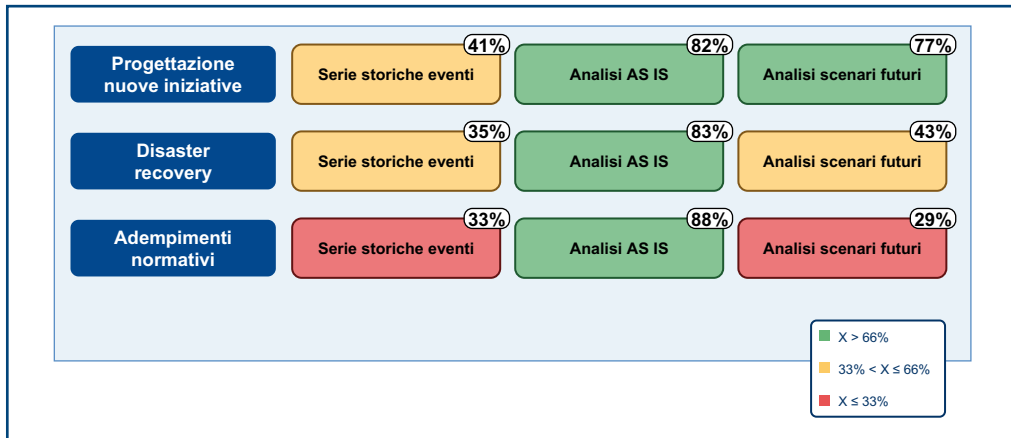 Progettazione
nuove iniziative
41%
Serie storiche eventi
82%
Analisi AS IS
77%
Analisi scenari futuri
Disaster
recovery
35%
Serie storiche eventi
83%
Analisi AS IS
43%
Analisi scenari futuri
Adempimenti
normativi
33%
Serie storiche eventi
88%
Analisi AS IS
29%
Analisi scenari futuri
X > 66%
33% < X ≤ 66%
X ≤ 33%